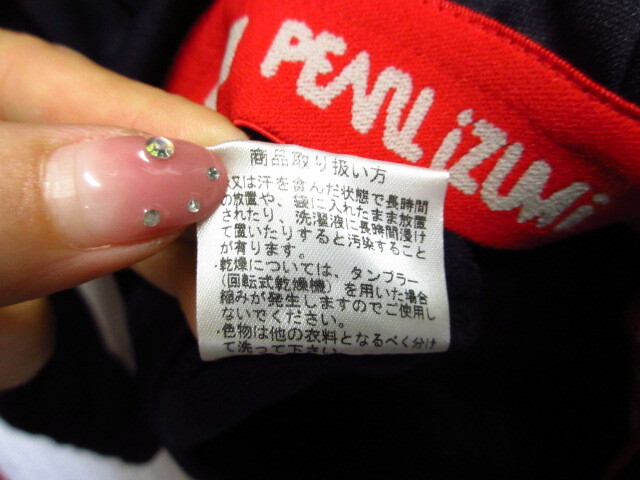 PEARL iZUMi
商品取り扱い方
又は汗を含んだ状態で長時間
の放置や、袋に入れたまま放置
されたり、洗濯液に長時間浸け
て置いたりすると汚染すること
が有ります。
・乾燥については、タンブラー
(回転式乾燥機)を用いた場合
縮みが発生しますのでご使用し
ないでください。
・色物は他の衣料となるべく分け
て洗って下さい